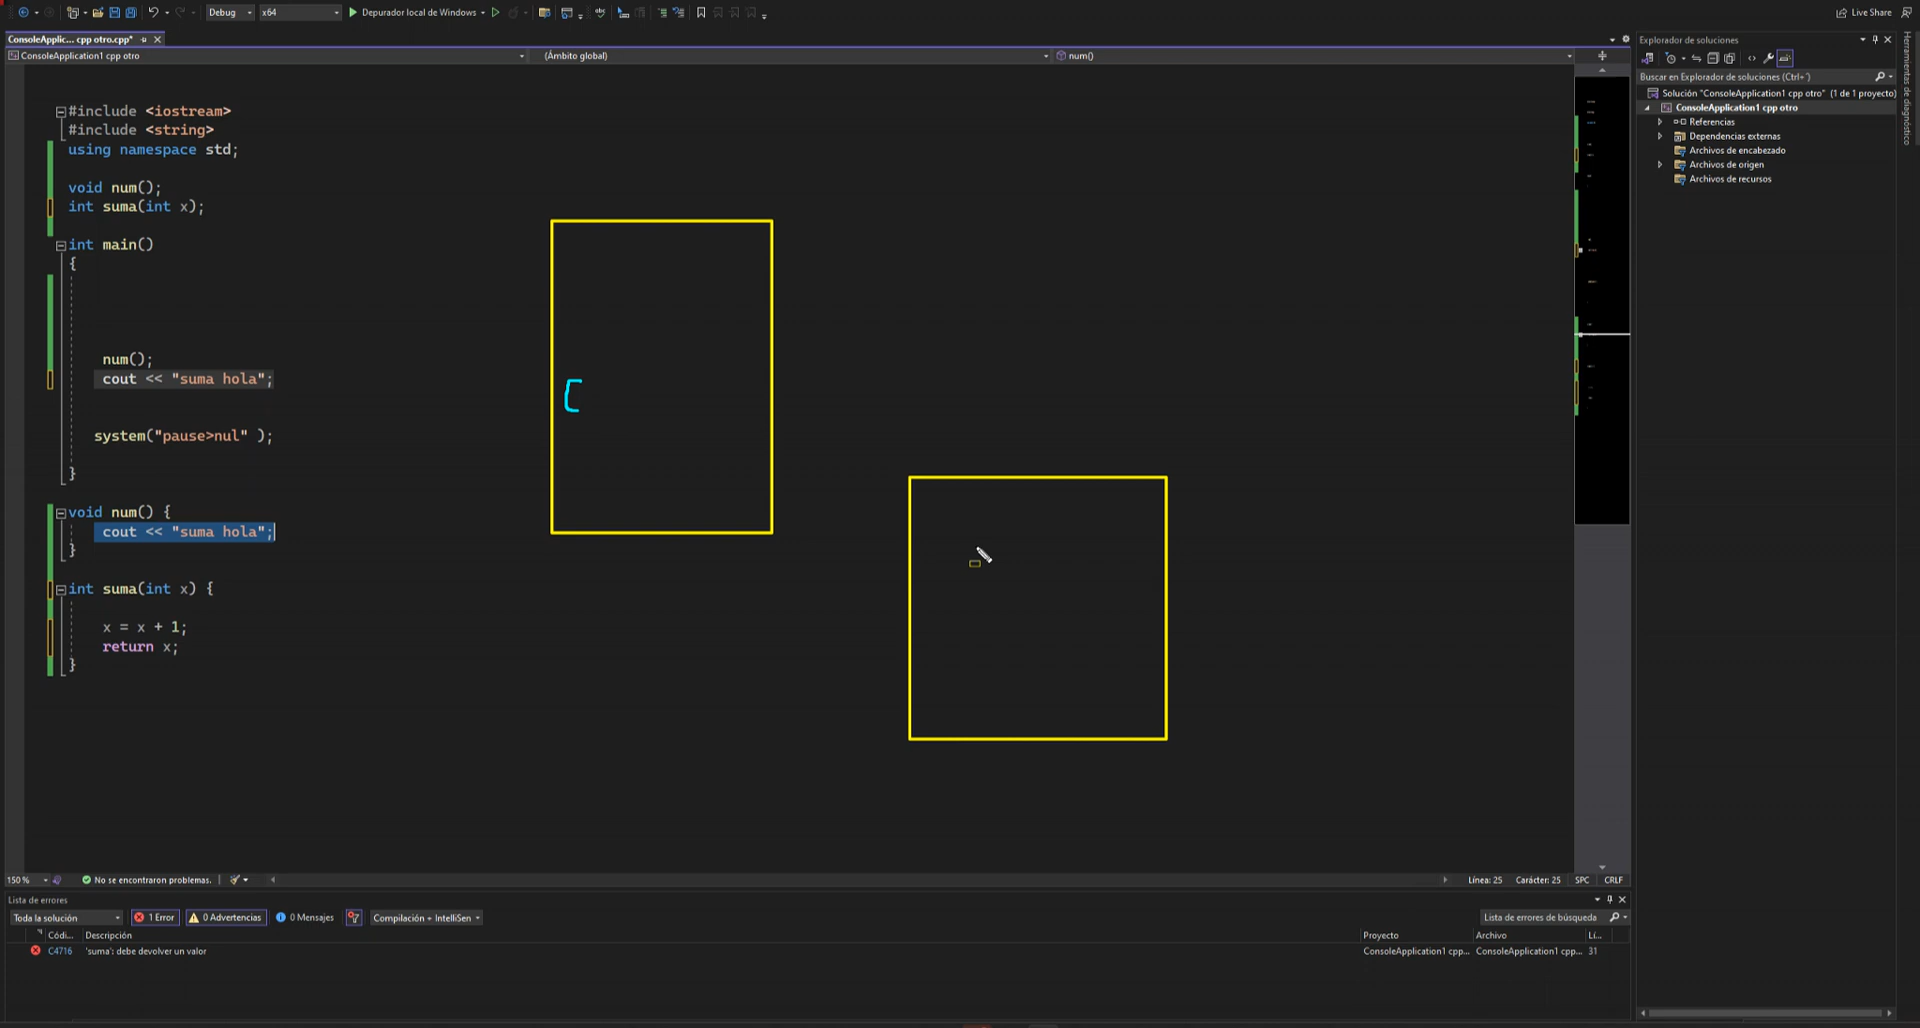 Debug
x64
Depurador local de Windows
Live Share
ConsoleApplic... cpp otro.cpp*
ConsoleApplication1 cpp otro
(Ámbito global)
num()
#include <iostream>
#include <string>
using namespace std;
void num();
int suma(int x);
int main()
{
num();
cout << "suma hola";
system("pause>nul" );
}
void num() {
cout << "suma hola";
}
int suma(int x) {
x = x + 1;
return x;
}
150 %
No se encontraron problemas.
Línea: 25
Carácter: 25
SPC
CRLF
Explorador de soluciones
Buscar en Explorador de soluciones (Ctrl+´)
Solución "ConsoleApplication1 cpp otro" (1 de 1 proyecto)
ConsoleApplication1 cpp otro
Referencias
Dependencias externas
Archivos de encabezado
Archivos de origen
Archivos de recursos
Herramientas de diagnóstico
Lista de errores
Toda la solución
1 Error
0 Advertencias
0 Mensajes
Compilación + IntelliSen
Lista de errores de búsqueda
Códi...
Descripción
Proyecto
Archivo
Lí...
C4716
'suma': debe devolver un valor
ConsoleApplication1 cpp...
ConsoleApplication1 cpp...
31